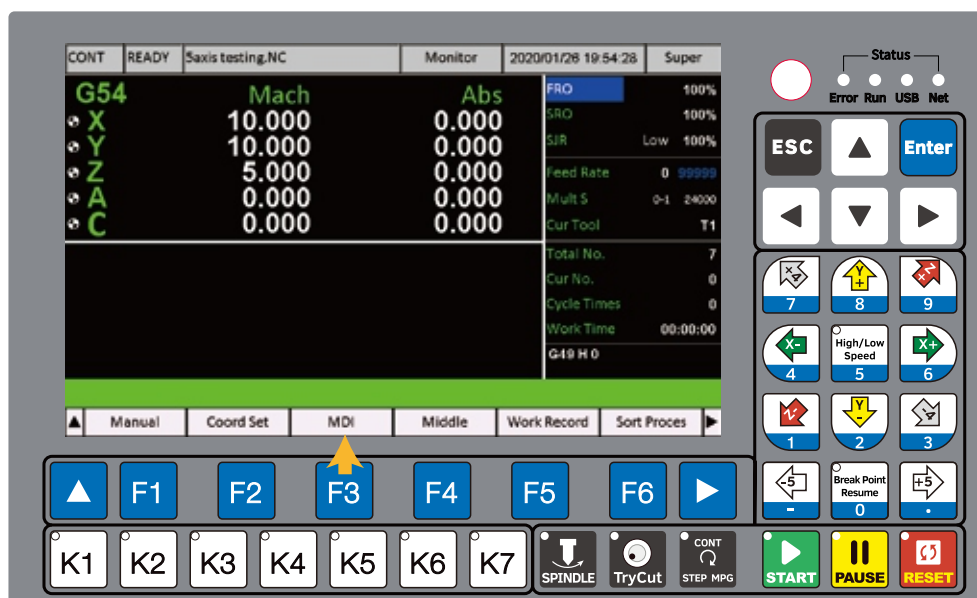 CONT READY 5axis testing.NC Monitor 2020/01/26 19:54:28 Super
G54 Mach Abs
X 10.000 0.000
Y 10.000 0.000
Z 5.000 0.000
A 0.000 0.000
C 0.000 0.000
FRO 100%
SRO 100%
SJR Low 100%
Feed Rate 0 99999
Mult S 0-1 24000
Cur Tool T1
Total No. 7
Cur No. 0
Cycle Times 0
Work Time 00:00:00
G49 H 0
Manual Coord Set MDI Middle Work Record Sort Proces
F1 F2 F3 F4 F5 F6
K1 K2 K3 K4 K5 K6 K7
SPINDLE
TryCut
CONT
STEP MPG
Status
Error Run USB Net
ESC Enter
7
Y
+
8
9
X-
4
High/Low
Speed
5
X+
6
1
Y
-
2
3
-5
-
Break Point
Resume
0
+5
.
START PAUSE RESET